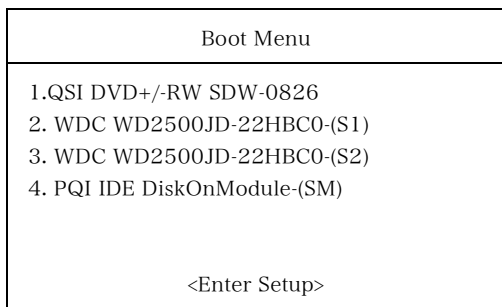 Boot Menu
1.QSI DVD+/-RW SDW-0826
2. WDC WD2500JD-22HBC0-(S1)
3. WDC WD2500JD-22HBC0-(S2)
4. PQI IDE DiskOnModule-(SM)
<Enter Setup>